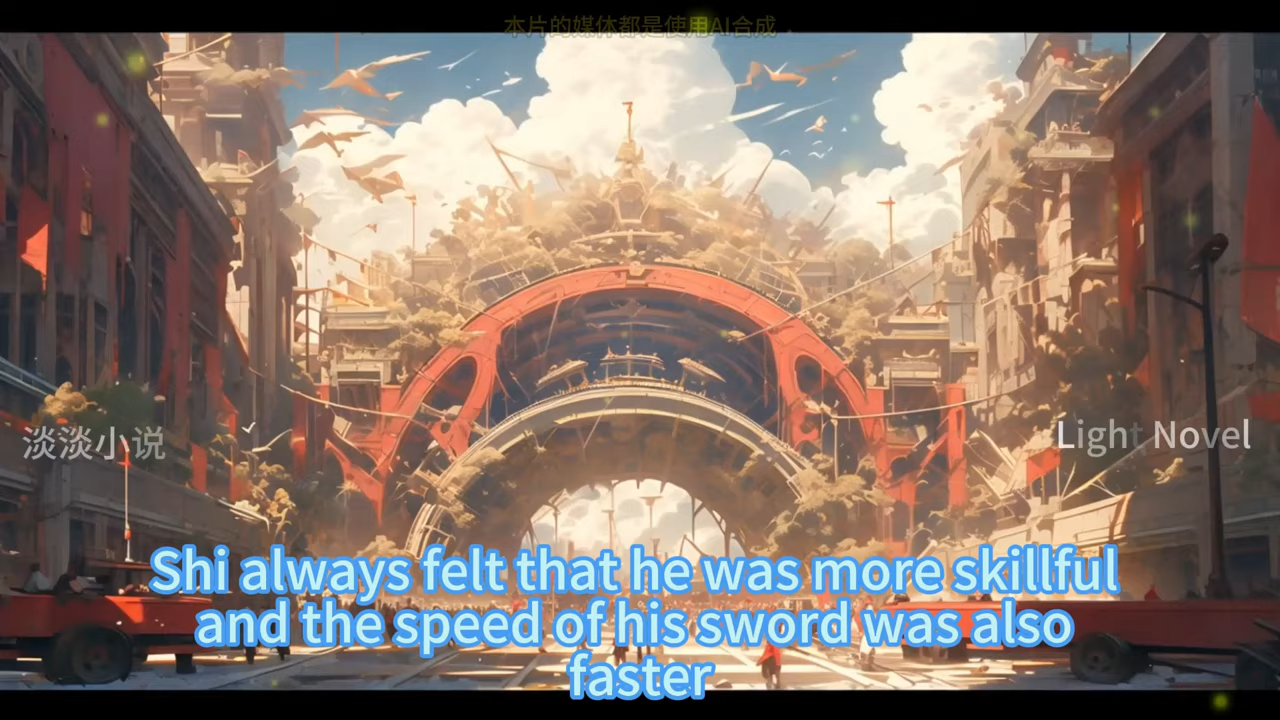 本片的媒体都是使用AI合成
淡淡小说
Light Novel
Shi always felt that he was more skillful
and the speed of his sword was also
faster